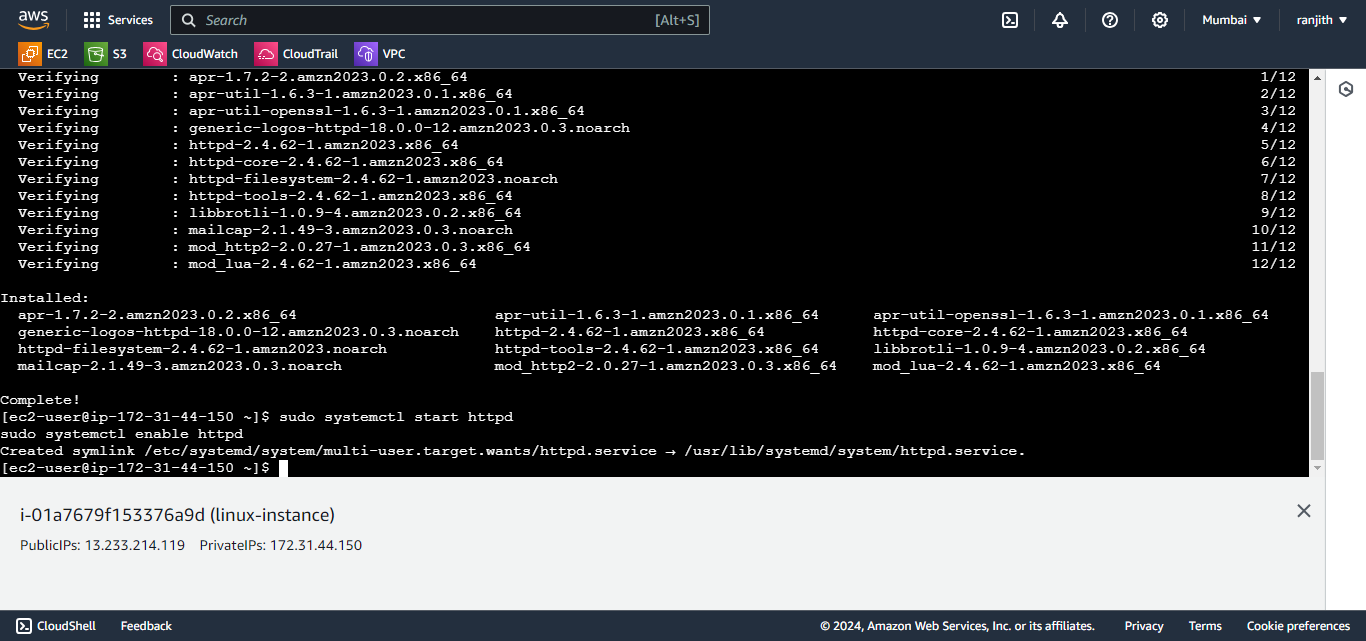 aws Services Search [Alt+S] Mumbai ▼ ranjith ▼
EC2 S3 CloudWatch CloudTrail VPC
Verifying : apr-1.7.2-2.amzn2023.0.2.x86_64 1/12
Verifying : apr-util-1.6.3-1.amzn2023.0.1.x86_64 2/12
Verifying : apr-util-openssl-1.6.3-1.amzn2023.0.1.x86_64 3/12
Verifying : generic-logos-httpd-18.0.0-12.amzn2023.0.3.noarch 4/12
Verifying : httpd-2.4.62-1.amzn2023.x86_64 5/12
Verifying : httpd-core-2.4.62-1.amzn2023.x86_64 6/12
Verifying : httpd-filesystem-2.4.62-1.amzn2023.noarch 7/12
Verifying : httpd-tools-2.4.62-1.amzn2023.x86_64 8/12
Verifying : libbrotli-1.0.9-4.amzn2023.0.2.x86_64 9/12
Verifying : mailcap-2.1.49-3.amzn2023.0.3.noarch 10/12
Verifying : mod_http2-2.0.27-1.amzn2023.0.3.x86_64 11/12
Verifying : mod_lua-2.4.62-1.amzn2023.x86_64 12/12
Installed:
apr-1.7.2-2.amzn2023.0.2.x86_64 apr-util-1.6.3-1.amzn2023.0.1.x86_64 apr-util-openssl-1.6.3-1.amzn2023.0.1.x86_64
generic-logos-httpd-18.0.0-12.amzn2023.0.3.noarch httpd-2.4.62-1.amzn2023.x86_64 httpd-core-2.4.62-1.amzn2023.x86_64
httpd-filesystem-2.4.62-1.amzn2023.noarch httpd-tools-2.4.62-1.amzn2023.x86_64 libbrotli-1.0.9-4.amzn2023.0.2.x86_64
mailcap-2.1.49-3.amzn2023.0.3.noarch mod_http2-2.0.27-1.amzn2023.0.3.x86_64 mod_lua-2.4.62-1.amzn2023.x86_64
Complete!
[ec2-user@ip-172-31-44-150 ~]$ sudo systemctl start httpd
sudo systemctl enable httpd
Created symlink /etc/systemd/system/multi-user.target.wants/httpd.service → /usr/lib/systemd/system/httpd.service.
[ec2-user@ip-172-31-44-150 ~]$
i-01a7679f153376a9d (linux-instance)
PublicIPs: 13.233.214.119 PrivateIPs: 172.31.44.150
CloudShell Feedback © 2024, Amazon Web Services, Inc. or its affiliates. Privacy Terms Cookie preferences